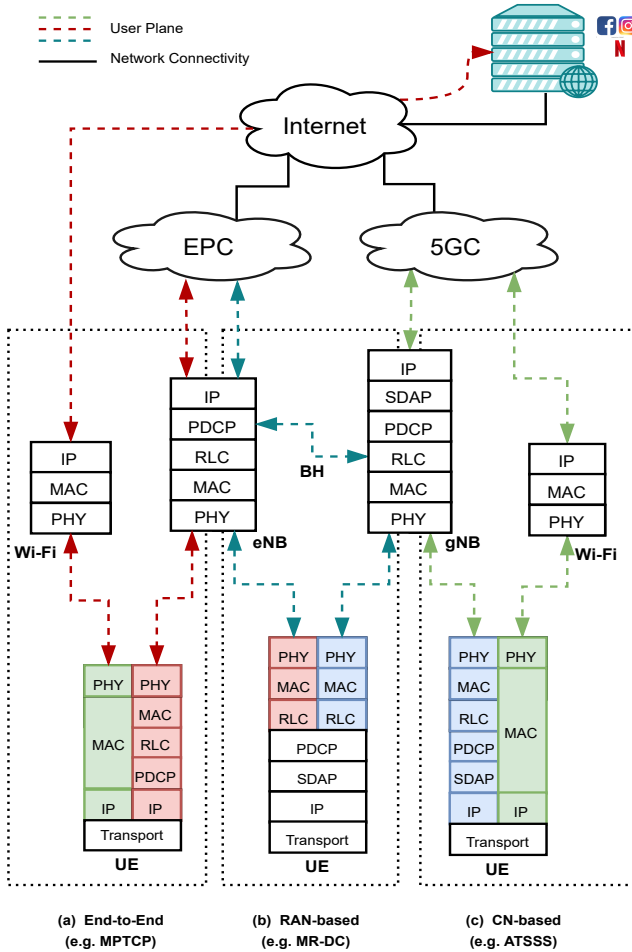 User Plane
Network Connectivity
f
N
Internet
EPC
5GC
IP
PDCP
RLC
MAC
PHY
eNB
BH
IP
SDAP
PDCP
RLC
MAC
PHY
gNB
IP
MAC
PHY
Wi-Fi
IP
MAC
PHY
Wi-Fi
PHY PHY
MAC MAC
RLC
PDCP
IP IP
Transport
UE
PHY PHY
MAC MAC
RLC RLC
PDCP
SDAP
IP
Transport
UE
PHY PHY
MAC MAC
RLC
PDCP
SDAP
IP IP
Transport
UE
(a) End-to-End
(e.g. MPTCP)
(b) RAN-based
(e.g. MR-DC)
(c) CN-based
(e.g. ATSSS)